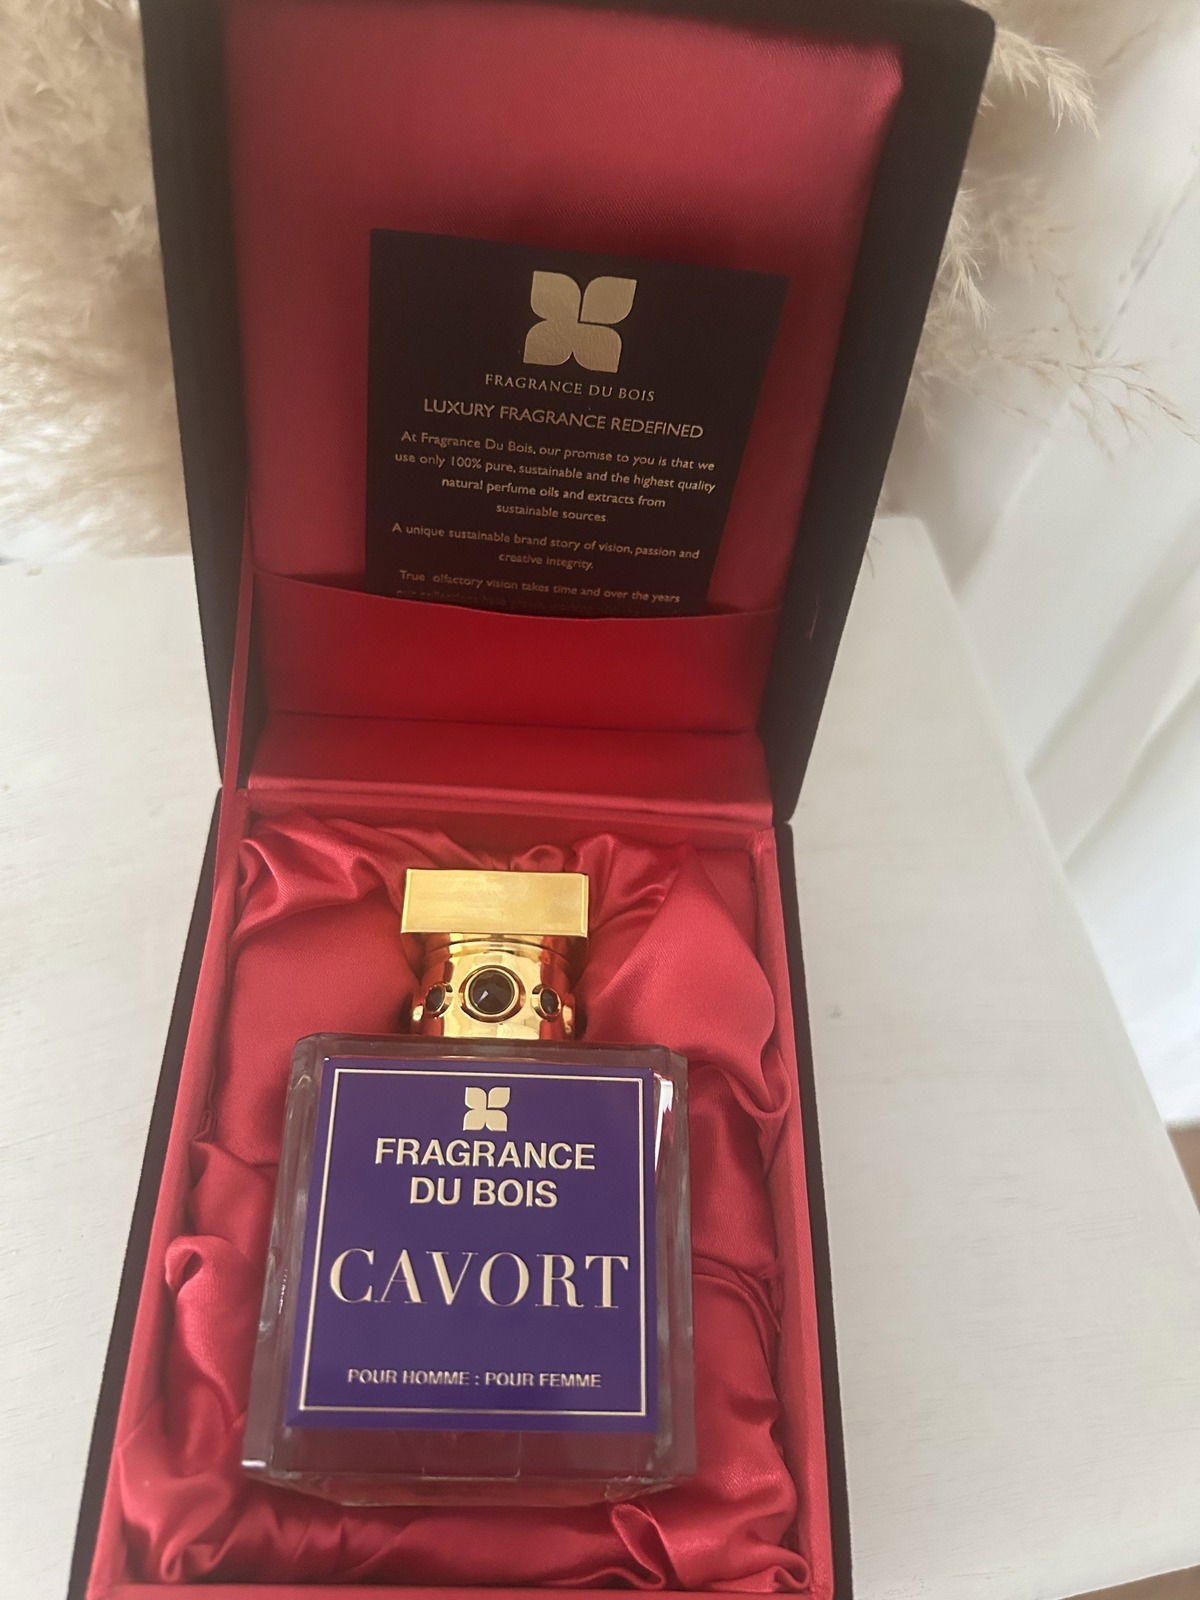 FRAGRANCE DU BOIS
LUXURY FRAGRANCE REDEFINED
At Fragrance Du Bois, our promise to you is that we
use only 100% pure, sustainable and the highest quality
natural perfume oils and extracts from
sustainable sources.
A unique sustainable brand story of vision, passion and
creative integrity.
True olfactory vision takes time and over the years
FRAGRANCE
DU BOIS
CAVORT
POUR HOMME : POUR FEMME